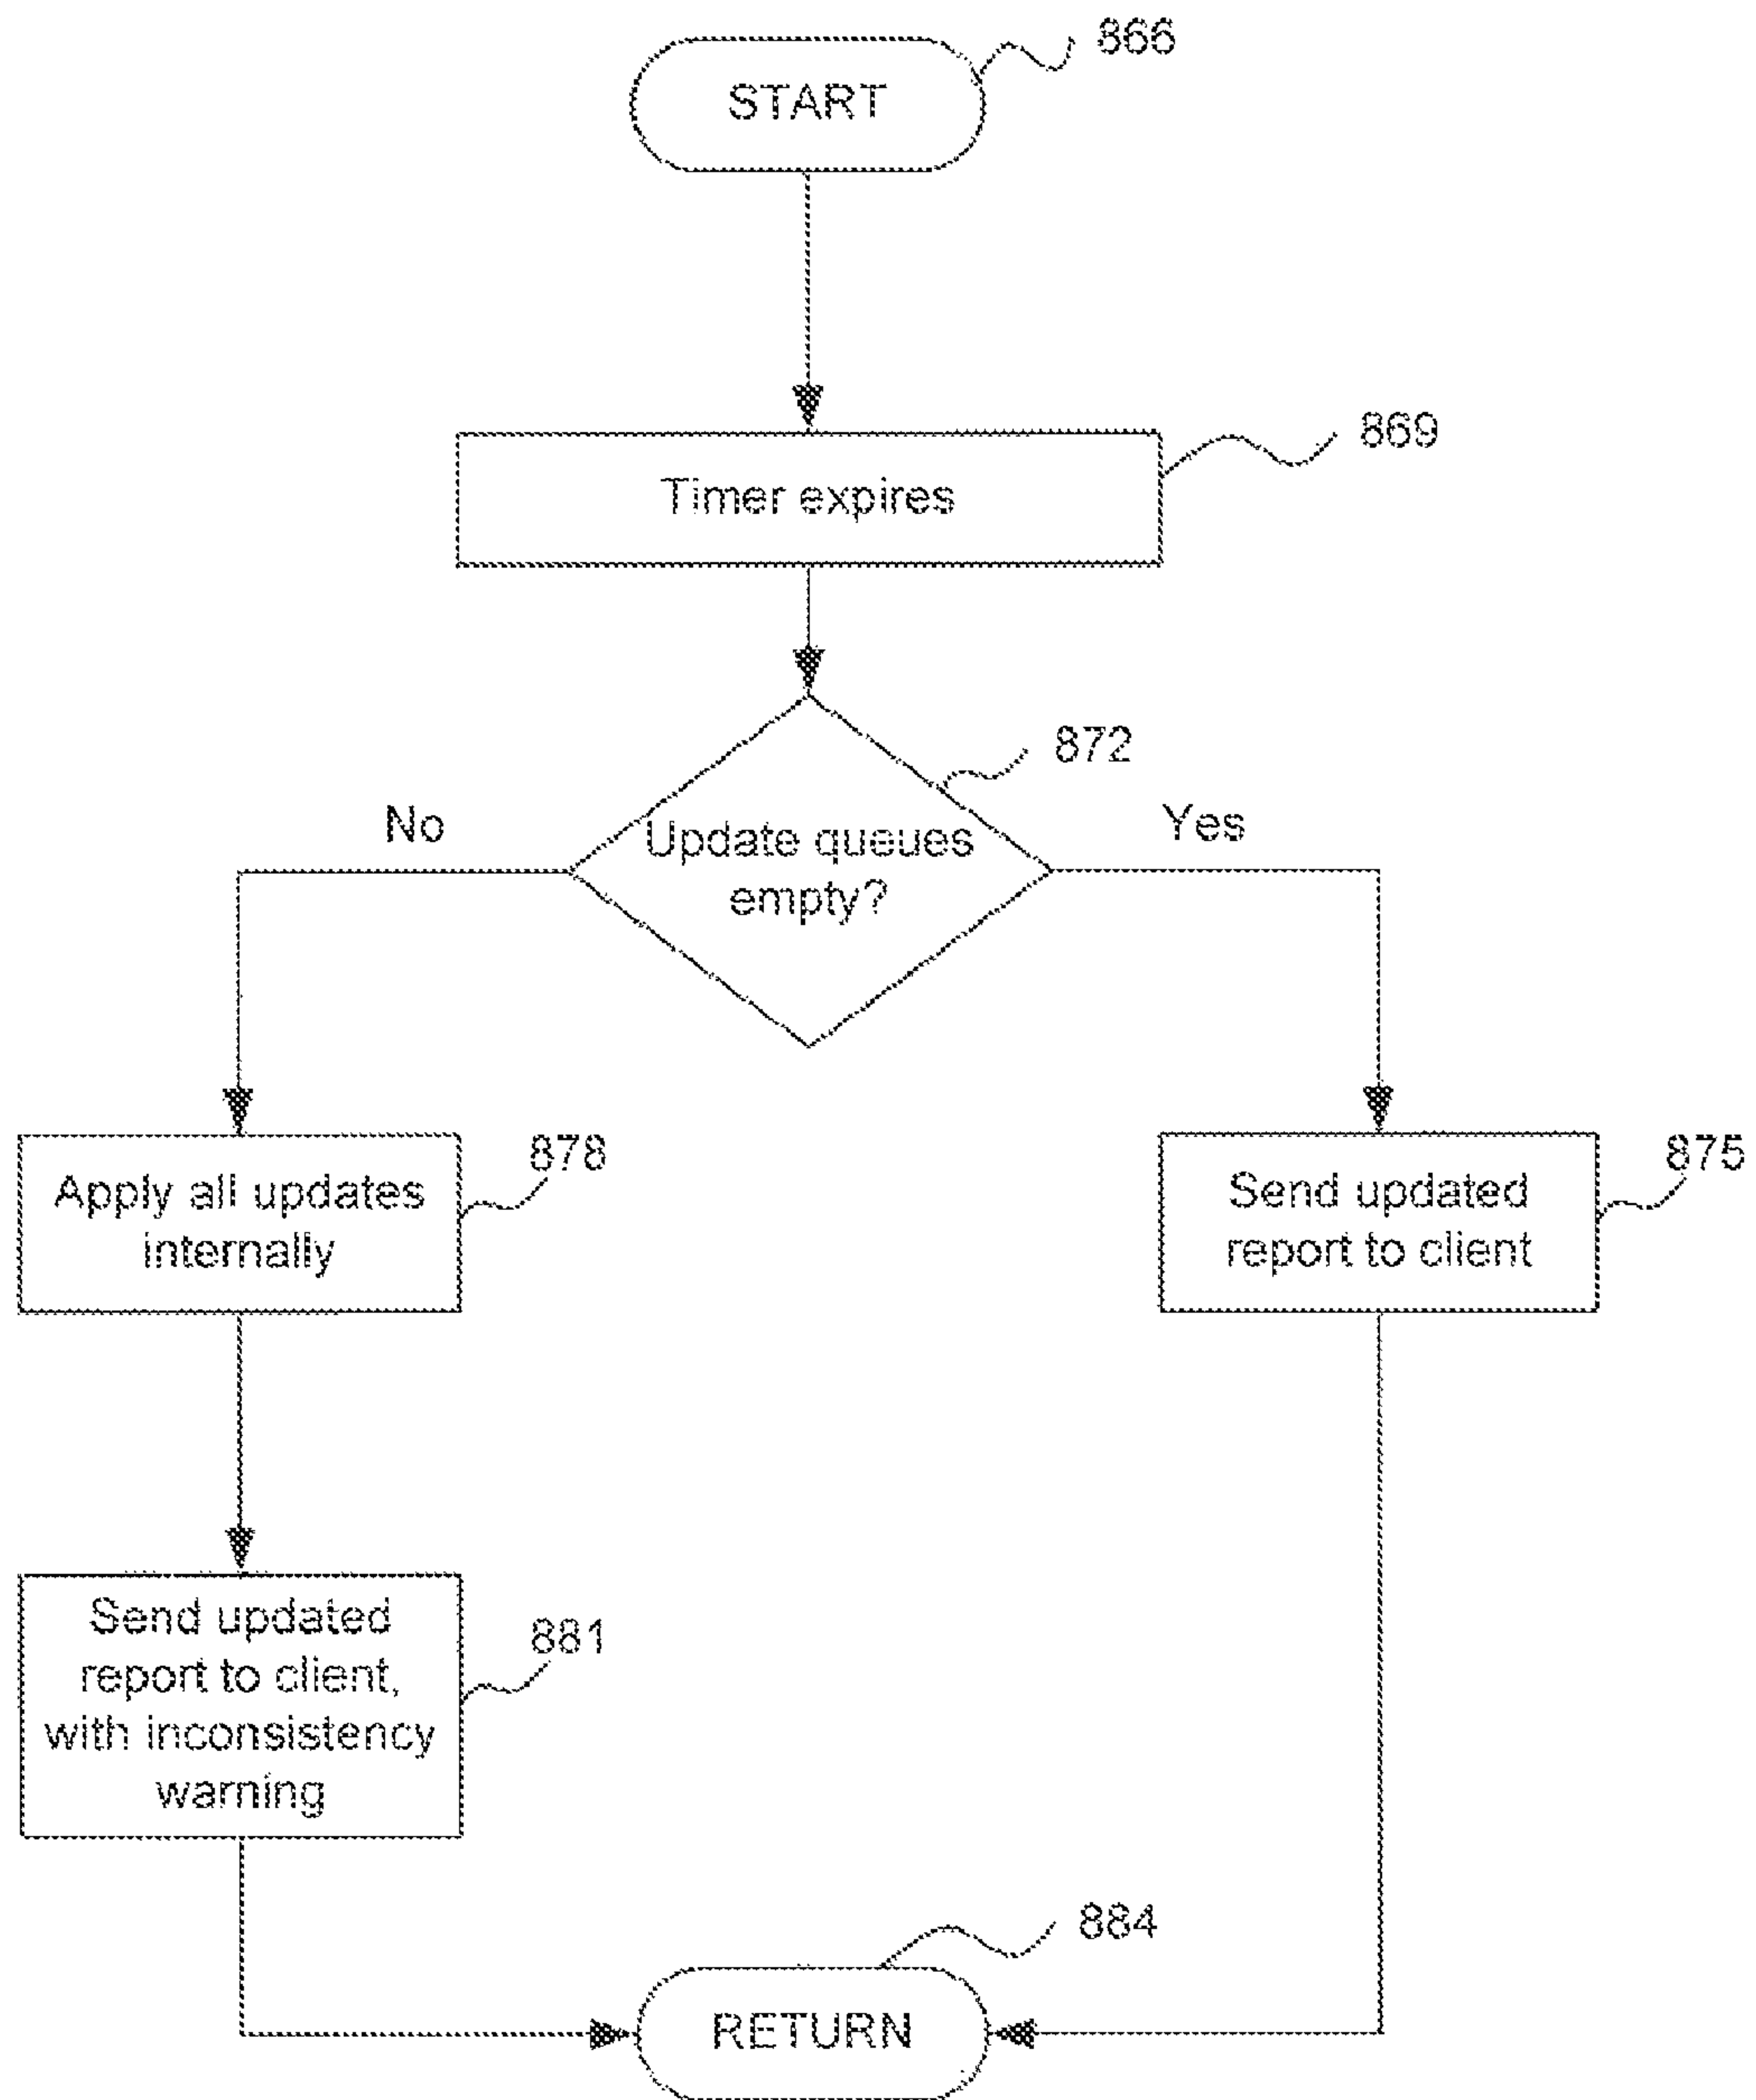 866
START
869
Timer expires
872
No
Yes
Update queues
empty?
878
875
Apply all updates
internally
Send updated
report to client
881
Send updated
report to client,
with inconsistency
warning
884
RETURN